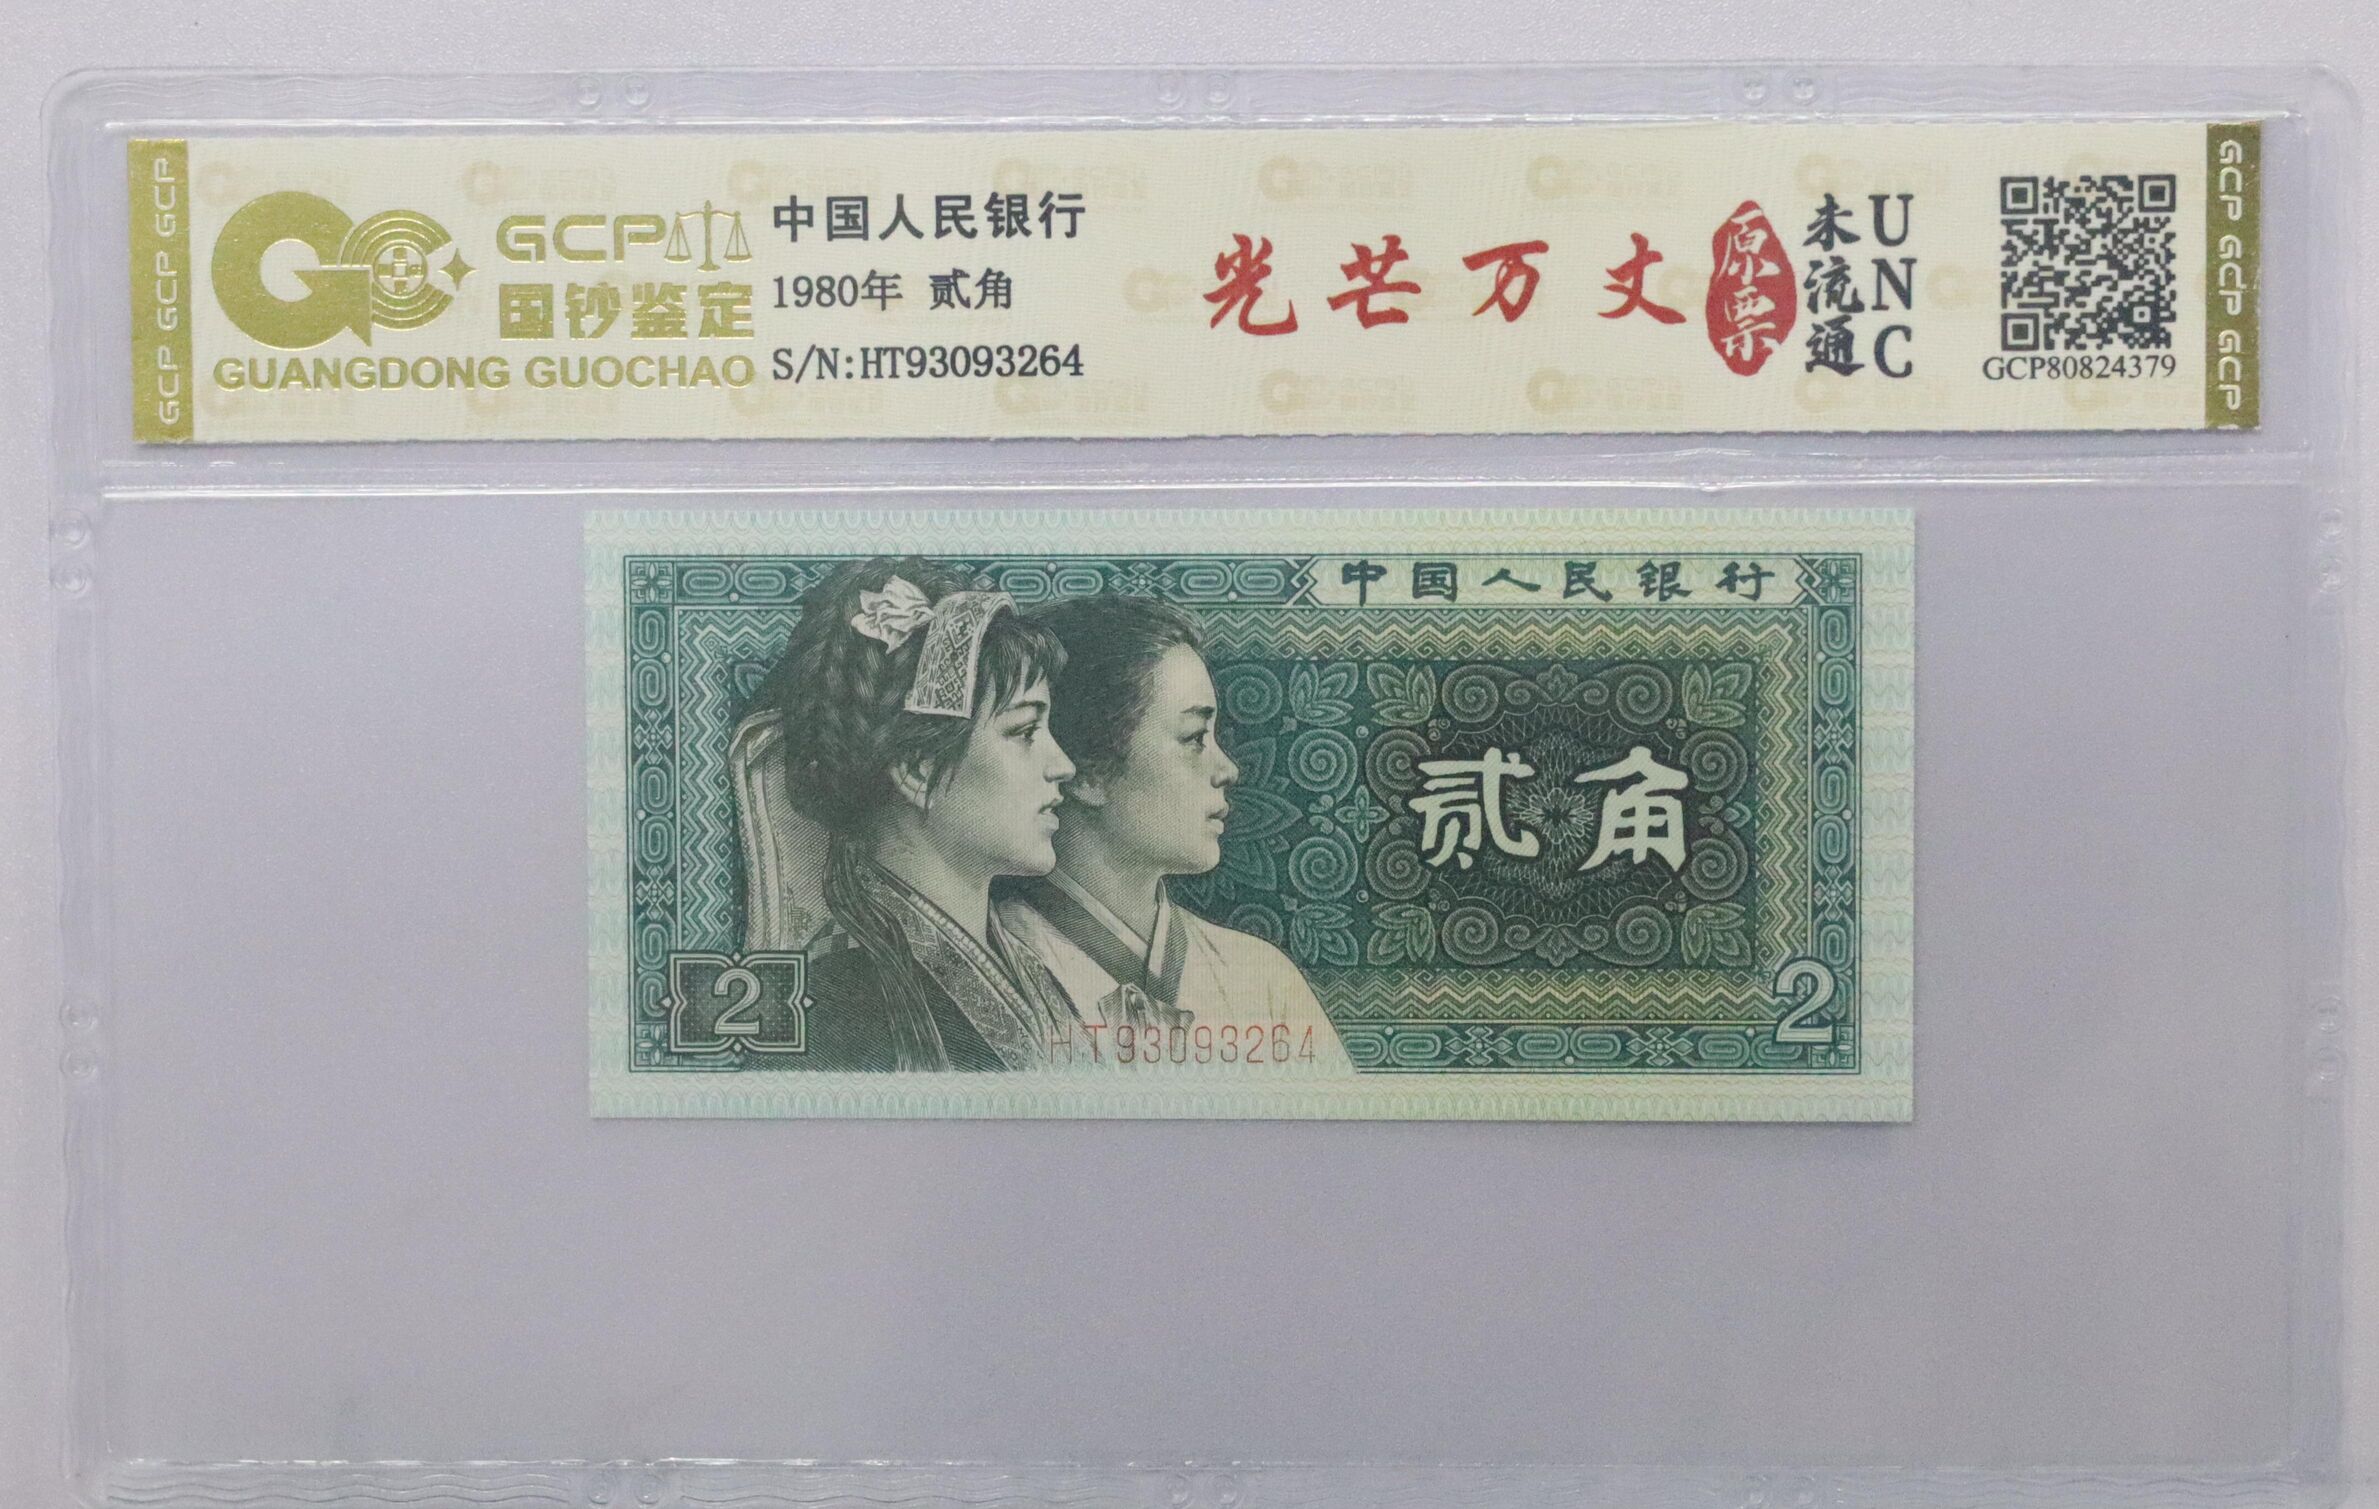 GCP GCP GCP
GCP
国钞鉴定
GUANGDONG GUOCHAO
中国人民银行
1980年 贰角
S/N:HT93093264
光芒万丈
原票
未流通
UNC
GCP80824379
GCP GCP GCP
中国人民银行
贰角
2
2
HT93093264